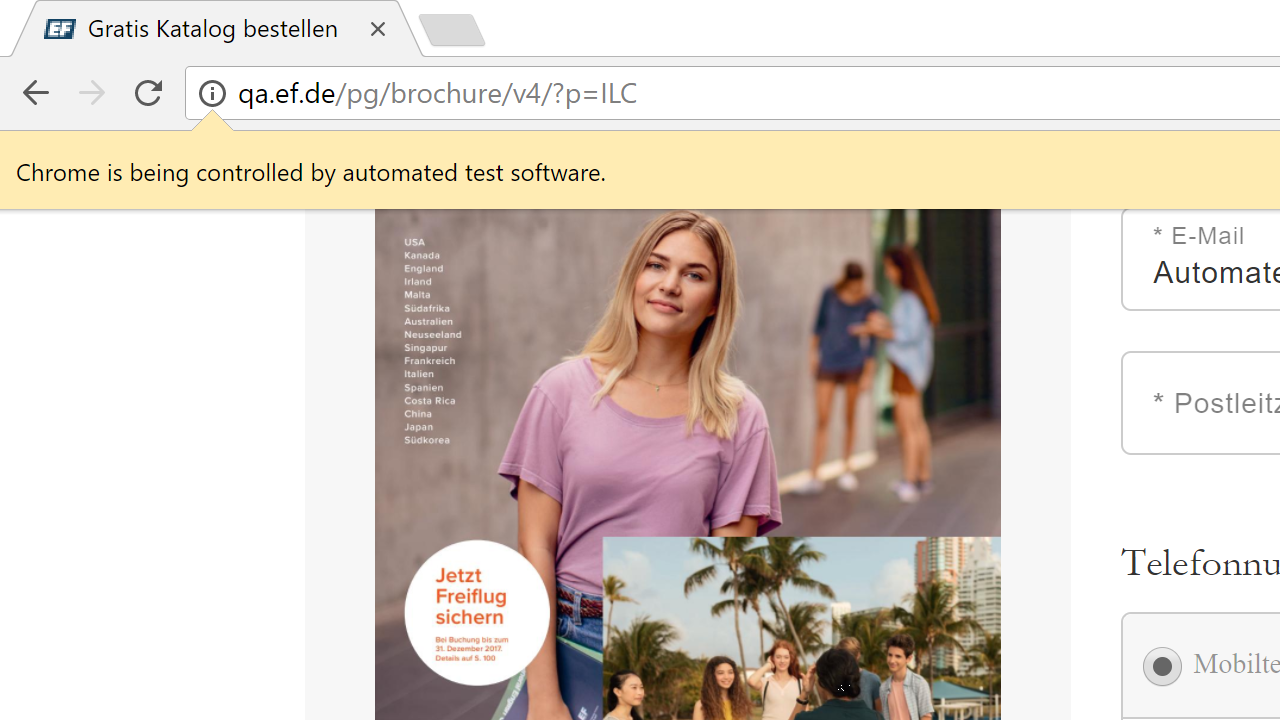 EF Gratis Katalog bestellen
qa.ef.de/pg/brochure/v4/?p=ILC
Chrome is being controlled by automated test software.
USA
Kanada
England
Irland
Malta
Südafrika
Australien
Neuseeland
Singapur
Frankreich
Italien
Spanien
Costa Rica
China
Japan
Südkorea
Jetzt
Freiflug
sichern
Bei Buchung bis zum
31. Dezember 2017.
Details auf S. 100
* E-Mail
Automate
* Postleitz
Telefonnu
Mobilte